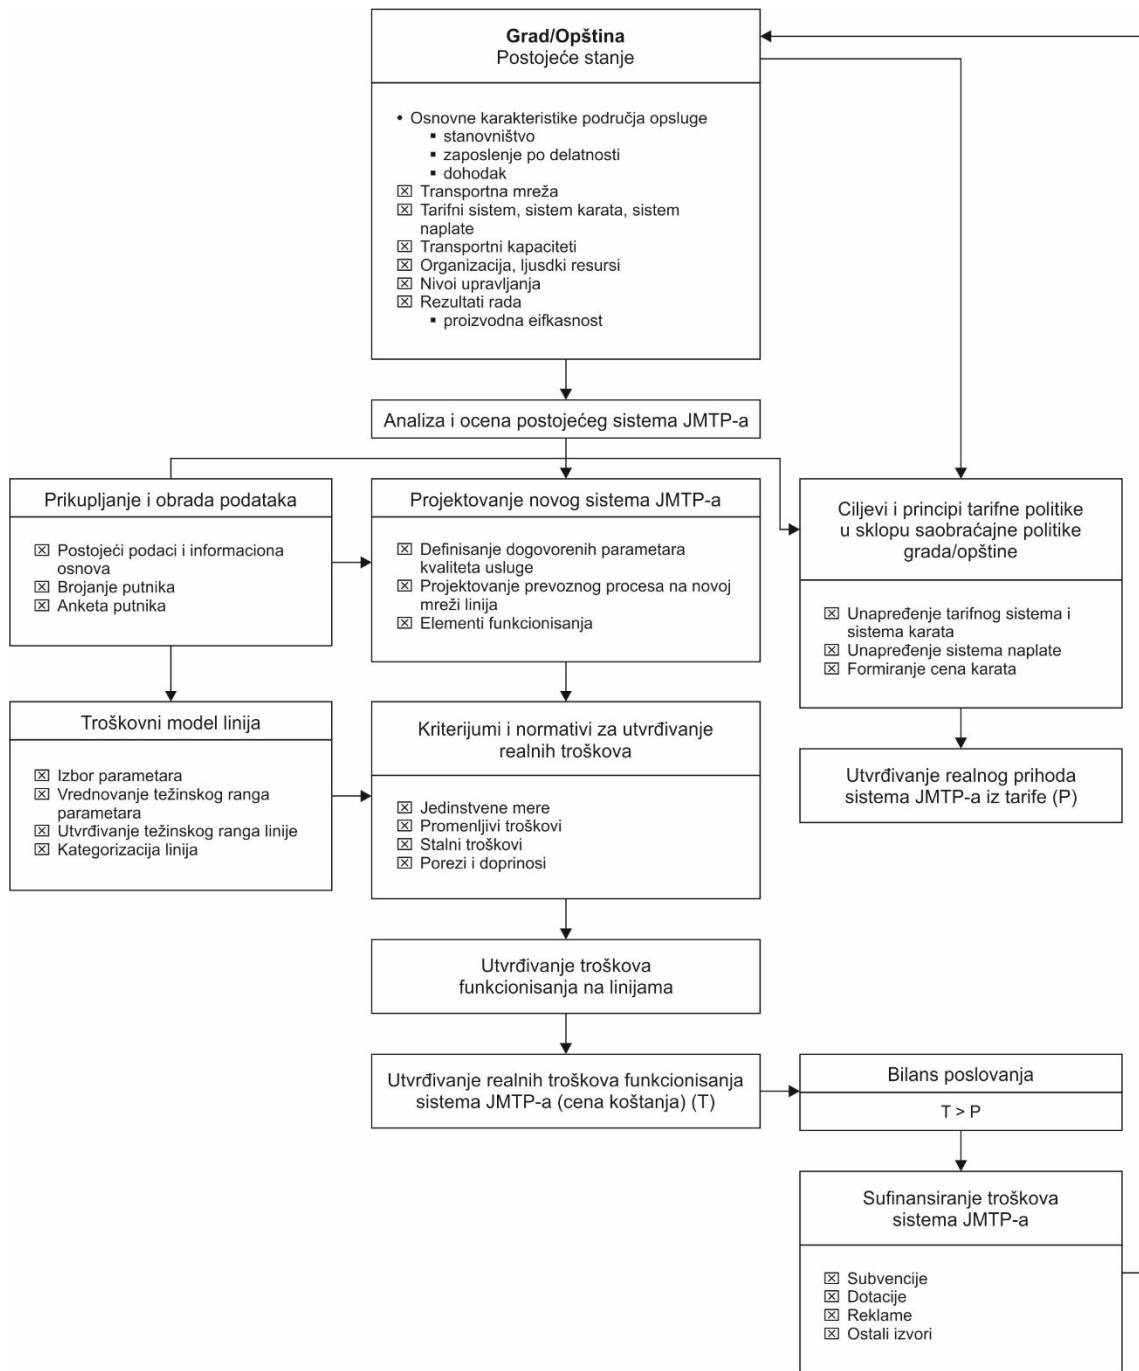 Grad/Opština
Postojeće stanje
• Osnovne karakteristike područja opsluge
▪ stanovništvo
▪ zaposlenje po delatnosti
▪ dohodak
☒ Transportna mreža
☒ Tarifni sistem, sistem karata, sistem
naplate
☒ Transportni kapaciteti
☒ Organizacija, ljusdki resursi
☒ Nivoi upravljanja
☒ Rezultati rada
▪ proizvodna eifkasnost
Analiza i ocena postojećeg sistema JMTP-a
Prikupljanje i obrada podataka
☒ Postojeći podaci i informaciona
osnova
☒ Brojanje putnika
☒ Anketa putnika
Projektovanje novog sistema JMTP-a
☒ Definisanje dogovorenih parametara
kvaliteta usluge
☒ Projektovanje prevoznog procesa na novoj
mreži linija
☒ Elementi funkcionisanja
Ciljevi i principi tarifne politike
u sklopu saobraćajne politike
grada/opštine
☒ Unapređenje tarifnog sistema i
sistema karata
☒ Unapređenje sistema naplate
☒ Formiranje cena karata
Troškovni model linija
☒ Izbor parametara
☒ Vrednovanje težinskog ranga
parametara
☒ Utvrđivanje težinskog ranga linije
☒ Kategorizacija linija
Kriterijumi i normativi za utvrđivanje
realnih troškova
☒ Jedinstvene mere
☒ Promenljivi troškovi
☒ Stalni troškovi
☒ Porezi i doprinosi
Utvrđivanje realnog prihoda
sistema JMTP-a iz tarife (P)
Utvrđivanje troškova
funkcionisanja na linijama
Utvrđivanje realnih troškova funkcionisanja
sistema JMTP-a (cena koštanja) (T)
Bilans poslovanja
T > P
Sufinansiranje troškova
sistema JMTP-a
☒ Subvencije
☒ Dotacije
☒ Reklame
☒ Ostali izvori